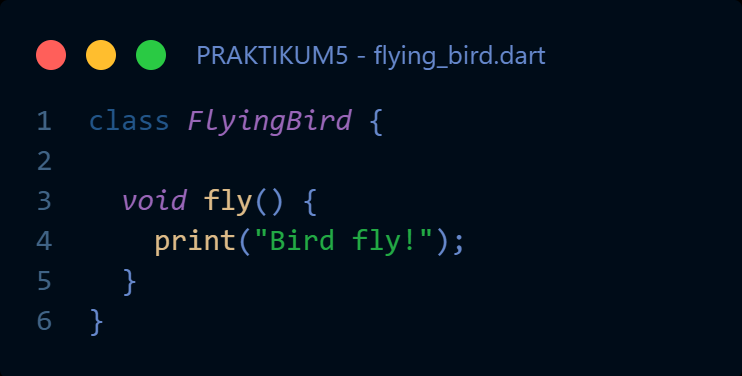 PRAKTIKUM5 - flying_bird.dart
1 class FlyingBird {
2
3   void fly() {
4     print("Bird fly!");
5   }
6 }